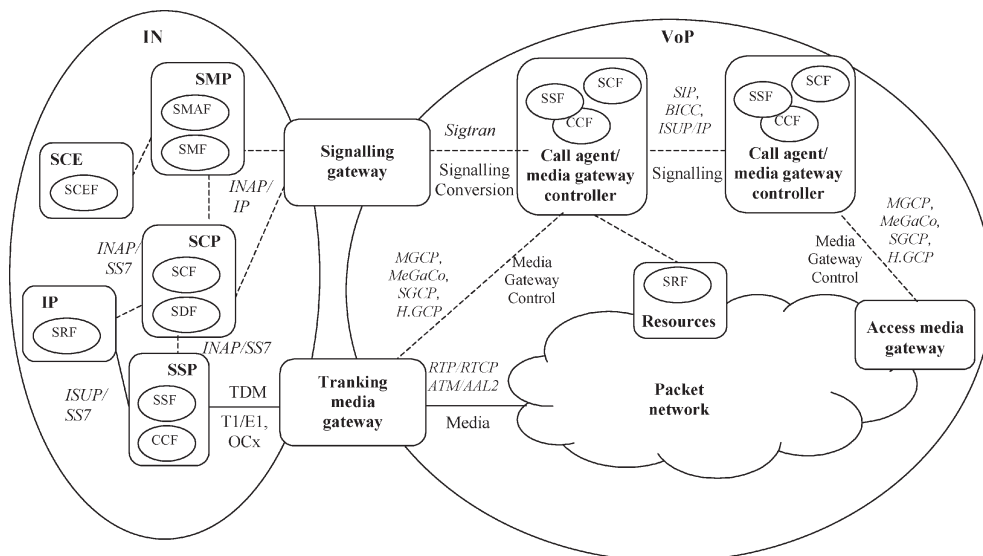 IN
VoP
SMP
SMAF
SMF
SCE
SCEF
INAP/
IP
SCP
SCF
SDF
INAP/
SS7
IP
SRF
INAP/SS7
SSP
SSF
CCF
ISUP/
SS7
TDM
T1/E1,
OCx
Signalling
gateway
Sigtran
Signalling
Conversion
SSF
SCF
CCF
Call agent/
media gateway
controller
SIP,
BICC,
ISUP/IP
Signalling
SSF
SCF
CCF
Call agent/
media gateway
controller
MGCP,
MeGaCo,
SGCP,
H.GCP
Media
Gateway
Control
SRF
Resources
MGCP,
MeGaCo,
SGCP,
H.GCP
Media
Gateway
Control
Access media
gateway
Tranking
media
gateway
RTP/RTCP
ATM/AAL2
Media
Packet
network